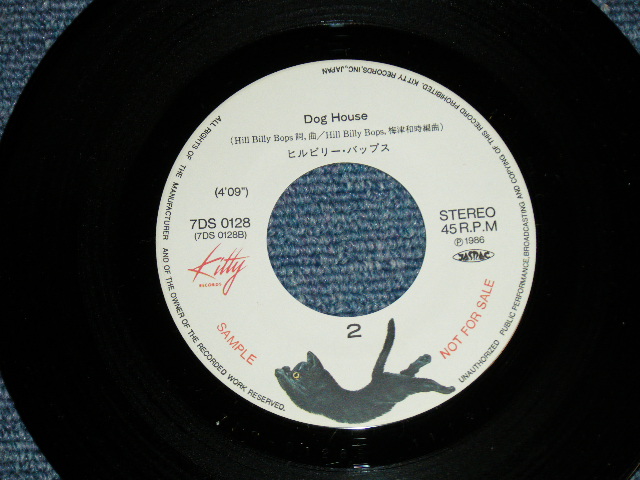 Dog House
(Hill Billy Bops 詞, 曲／Hill Billy Bops, 梅津和時編曲)
ヒルビリー・バップス
(4'09")
7DS 0128
(7DS 0128B)
Kitty
RECORDS
STEREO
45 R.P.M
Ⓟ1986
JASRAC
SAMPLE
2
NOT FOR SALE
ALL RIGHTS OF THE MANUFACTURER AND OF THE OWNER OF THE RECORDED WORK RESERVED.
UNAUTHORIZED PUBLIC PERFORMANCE, BROADCASTING AND COPYING OF THIS RECORD PROHIBITED. KITTY RECORDS, INC., JAPAN